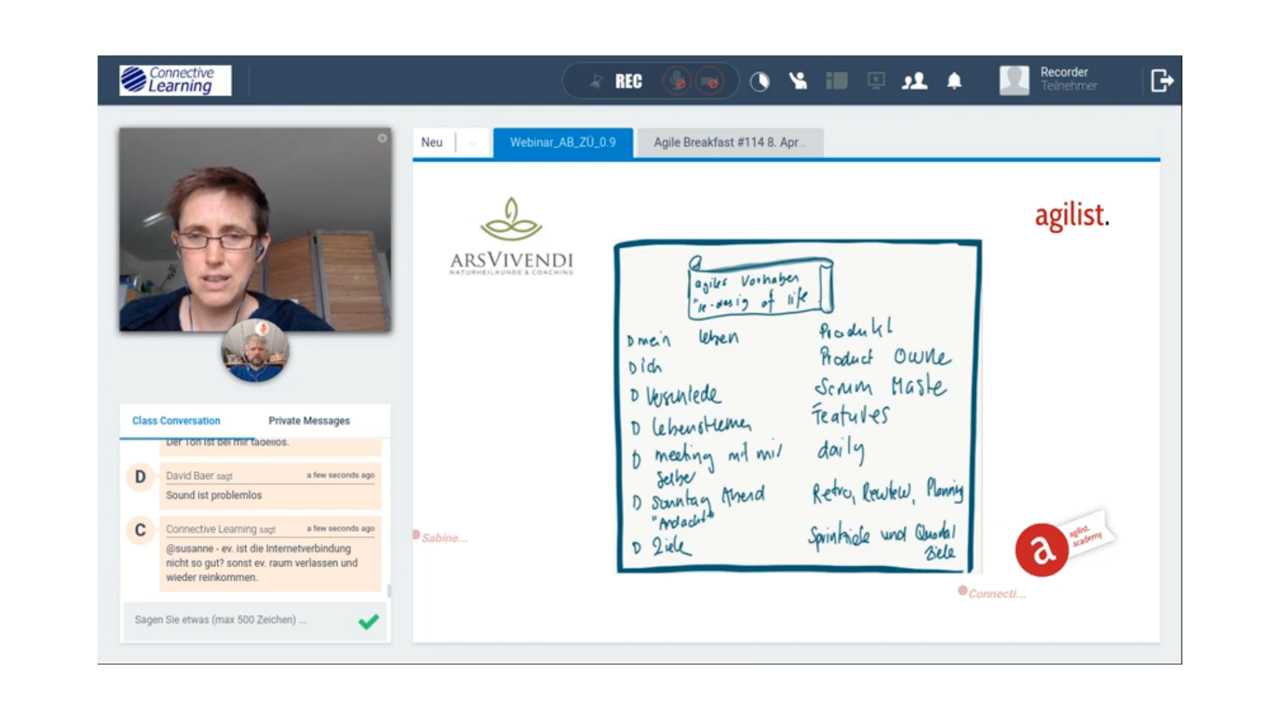 Connective
Learning
REC
Recorder
Teilnehmer
Neu
Webinar_AB_ZÜ_0.9
Agile Breakfast #114 8. Apr...
ARSVIVENDI
NATURHEILKUNDE & COACHING
agilist.
agiles Vorhaben
"re-desig of life
mein leben Produkt
ich Product Owne
Verschiede Scrum Maste
lebensthemen Features
meeting mit mir daily
selber
Sonntag Abend Retro, Review, Planning
"Andacht"
Ziele Sprintziele und Quartal
Ziele
agilist.
academy
a
Sabine...
Connecti...
Class Conversation
Private Messages
Der Ton ist bei mir tadellos.
D
David Baer sagt
a few seconds ago
Sound ist problemlos
C
Connective Learning sagt
a few seconds ago
@susanne - ev. ist die Internetverbindung
nicht so gut? sonst ev. raum verlassen und
wieder reinkommen.
Sagen Sie etwas (max 500 Zeichen) ...